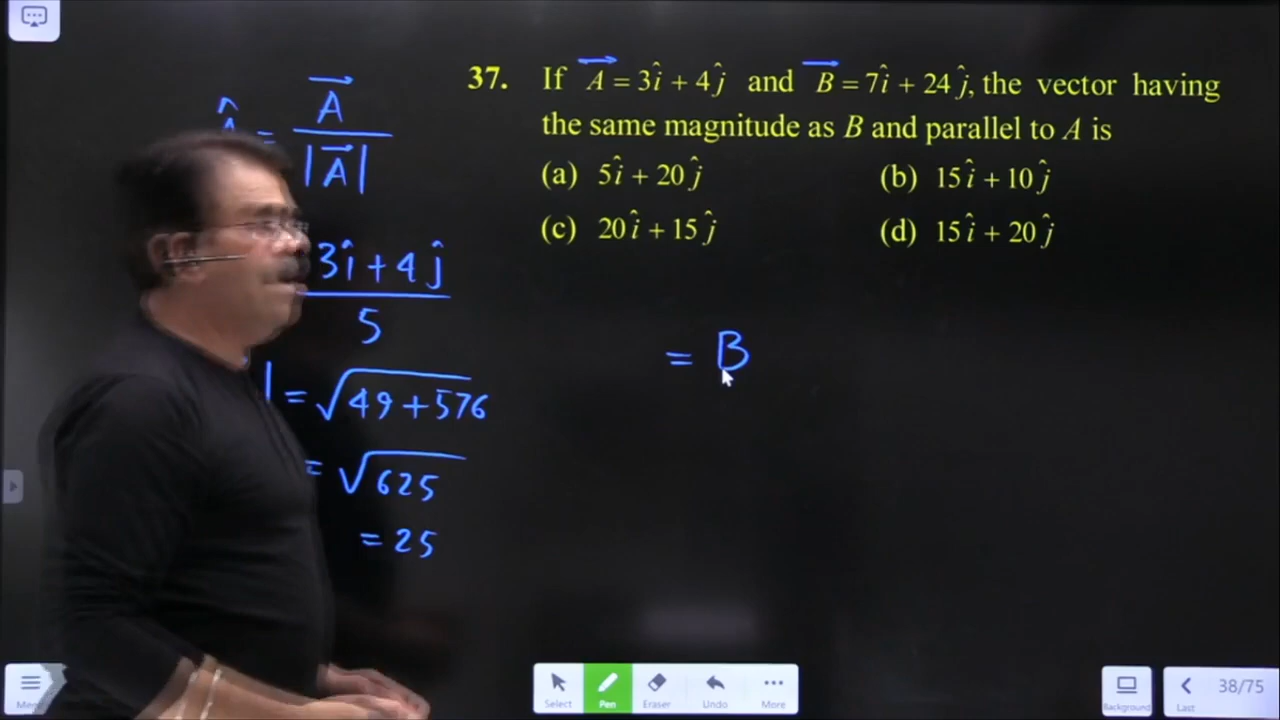 37. If A⃗ = 3î + 4ĵ and B⃗ = 7î + 24ĵ, the vector having
the same magnitude as B and parallel to A is
(a) 5î + 20ĵ (b) 15î + 10ĵ
(c) 20î + 15ĵ (d) 15î + 20ĵ
= A⃗ / |A⃗|
3î + 4ĵ / 5
| = √49 + 576
= √625
= 25
= B
Select Pen Eraser Undo More
Background
Last
38/75